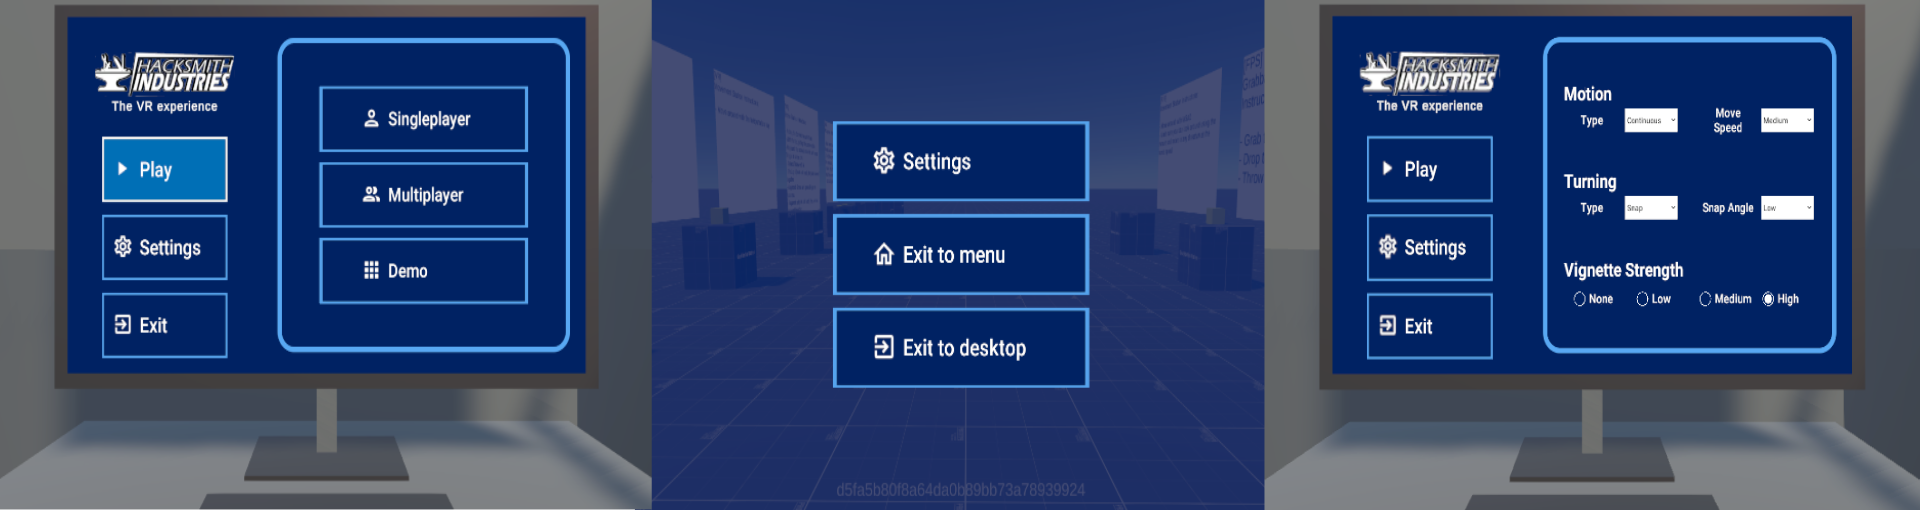 HACKSMITH
INDUSTRIES
The VR experience
Play
Settings
Exit
Singleplayer
Multiplayer
Demo
Settings
Exit to menu
Exit to desktop
d5fa5b80f8a64da0b89bb73a78939924
HACKSMITH
INDUSTRIES
The VR experience
Play
Settings
Exit
Motion
Type Continuous Move Speed Medium
Turning
Type Snap Snap Angle Low
Vignette Strength
None Low Medium High